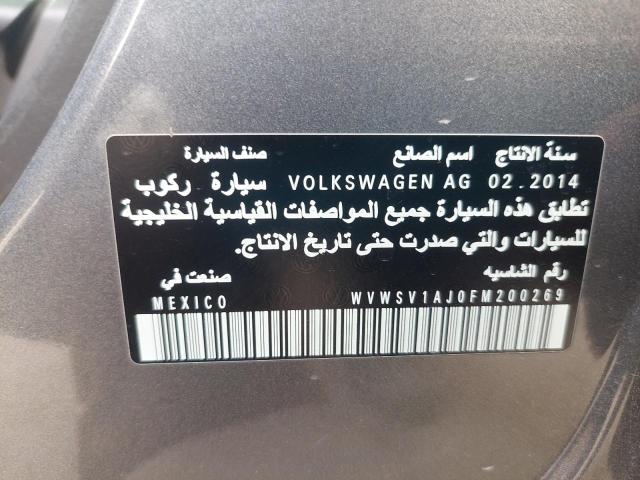 سنة الانتاج اسم الصانع صنف السيارة
02.2014 VOLKSWAGEN AG سيارة ركوب
تطابق هذه السيارة جميع المواصفات القياسية الخليجية
للسيارات والتي صدرت حتى تاريخ الانتاج.
رقم الشاسيه صنعت في
WVWSV1AJ0FM200269 MEXICO